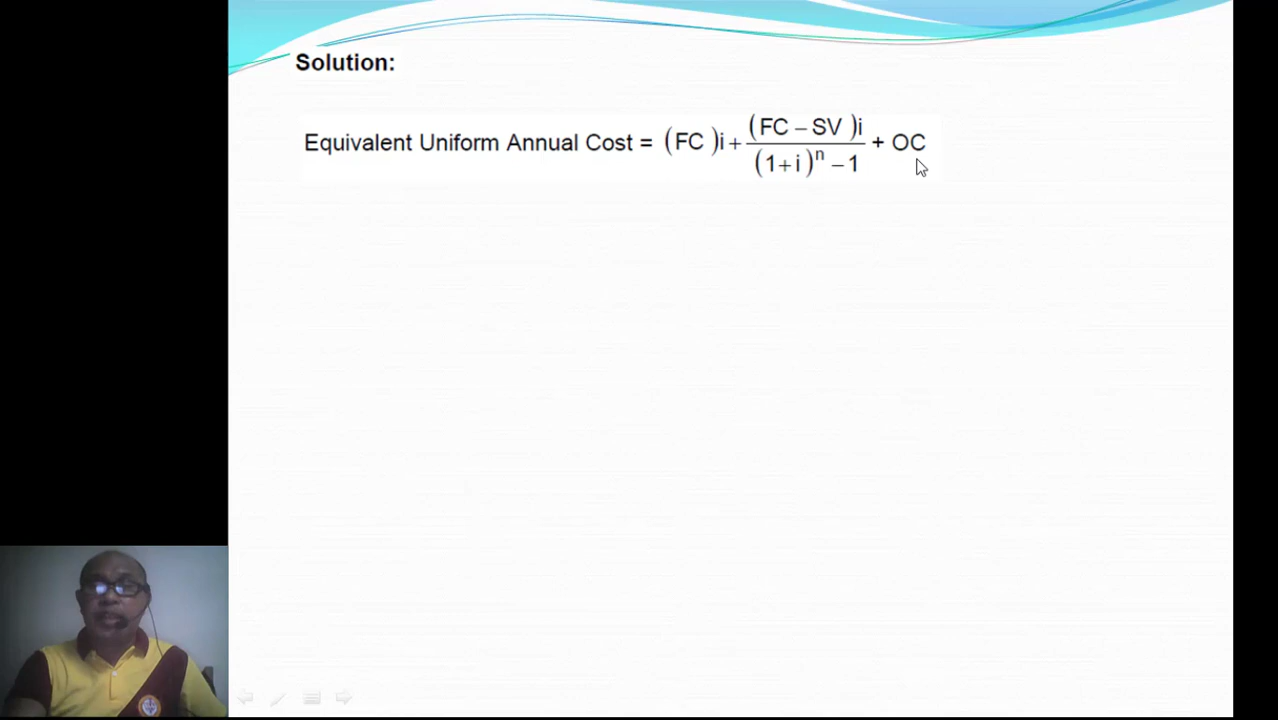 Solution:
Equivalent Uniform Annual Cost = (FC )i + (FC – SV )i / (1+i )ⁿ – 1 + OC